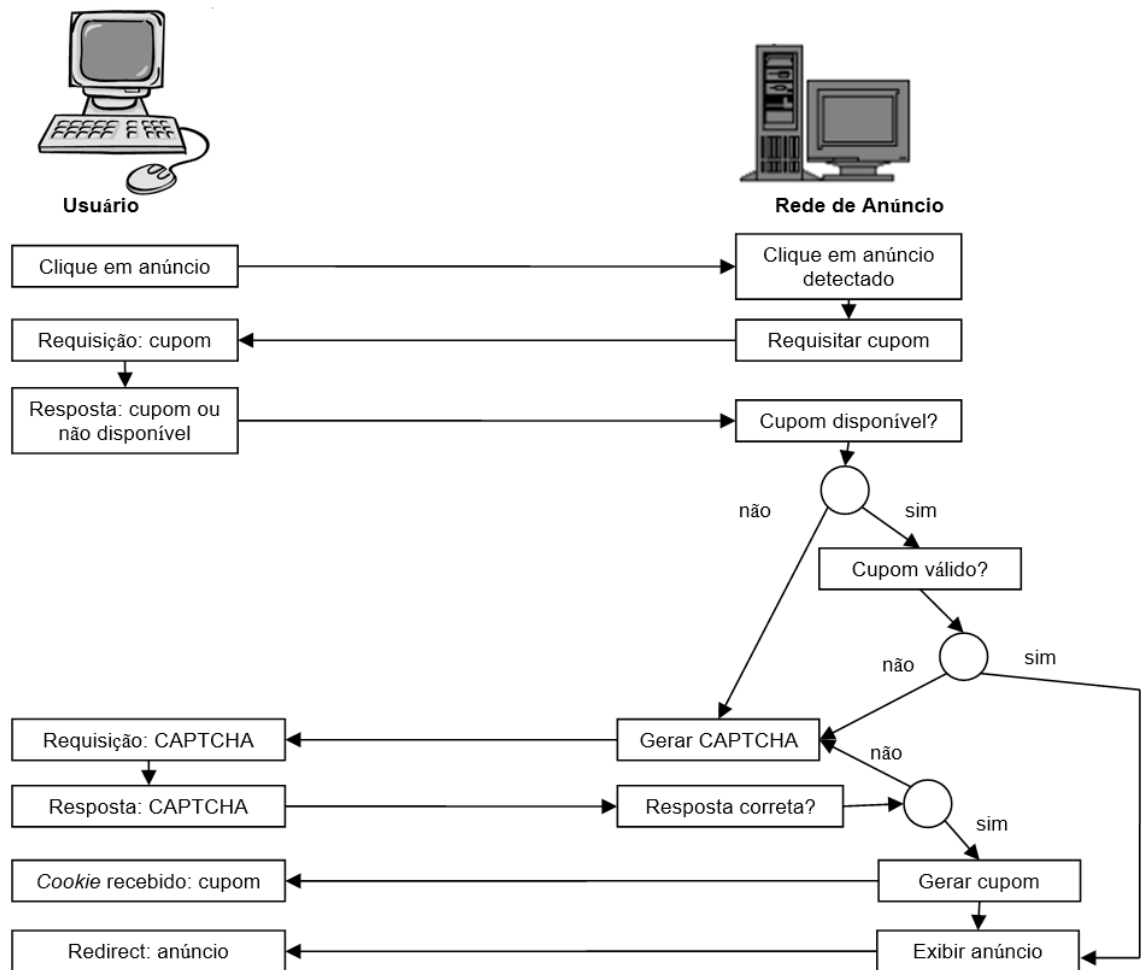 Usuário
Rede de Anúncio
Clique em anúncio
Clique em anúncio
detectado
Requisição: cupom
Requisitar cupom
Resposta: cupom ou
não disponível
Cupom disponível?
não
sim
Cupom válido?
não
sim
Requisição: CAPTCHA
Gerar CAPTCHA
não
Resposta: CAPTCHA
Resposta correta?
sim
Cookie recebido: cupom
Gerar cupom
Redirect: anúncio
Exibir anúncio